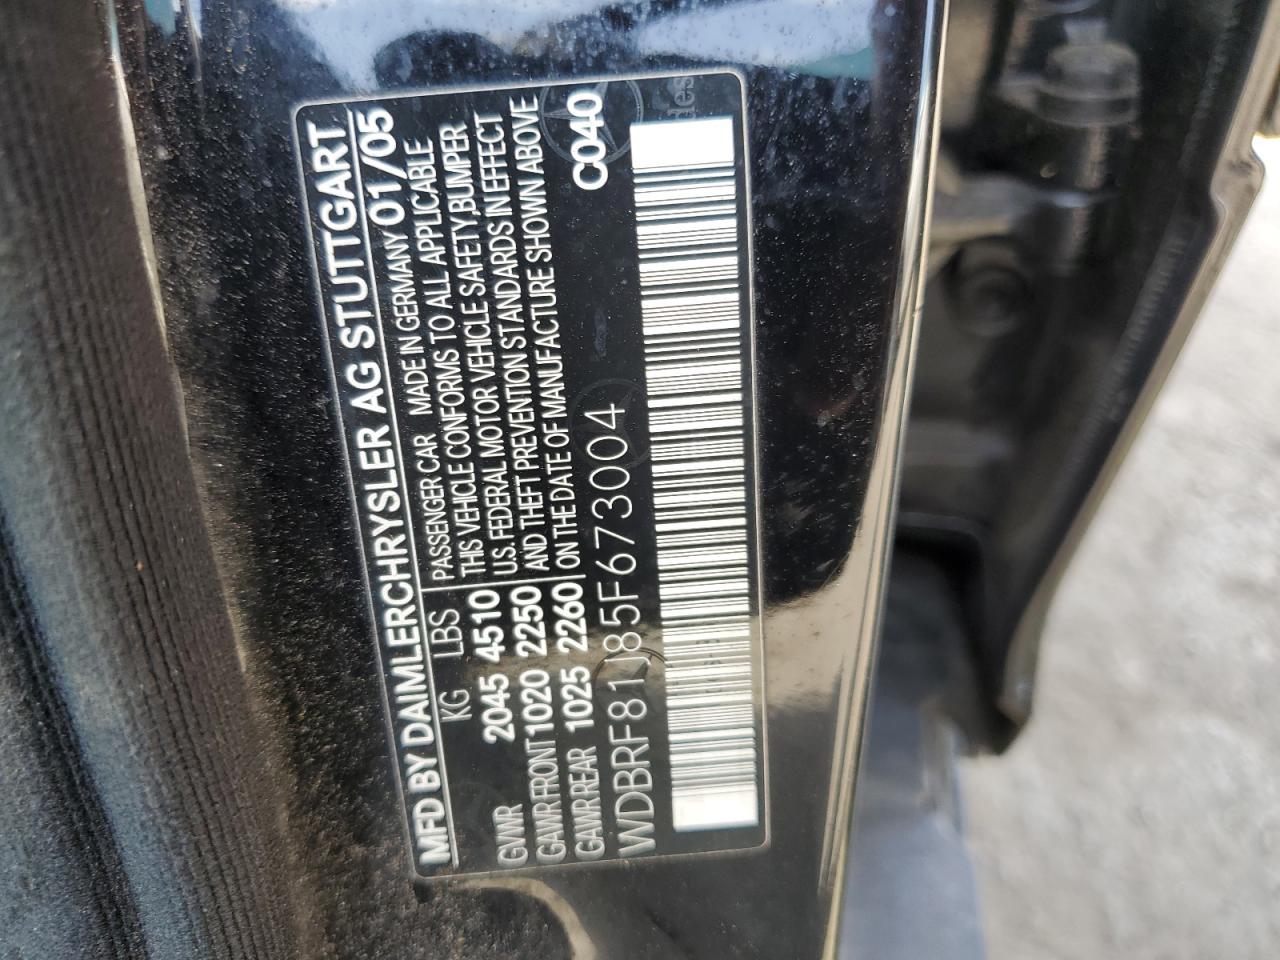 MFD BY DAIMLERCHRYSLER AG STUTTGART
KG LBS PASSENGER CAR MADE IN GERMANY 01/05
GVWR 2045 4510 THIS VEHICLE CONFORMS TO ALL APPLICABLE
GAWR FRONT 1020 2250 U.S. FEDERAL MOTOR VEHICLE SAFETY,BUMPER
GAWR REAR 1025 2260 AND THEFT PREVENTION STANDARDS IN EFFECT
ON THE DATE OF MANUFACTURE SHOWN ABOVE
C040
WDBRF81J85F673004